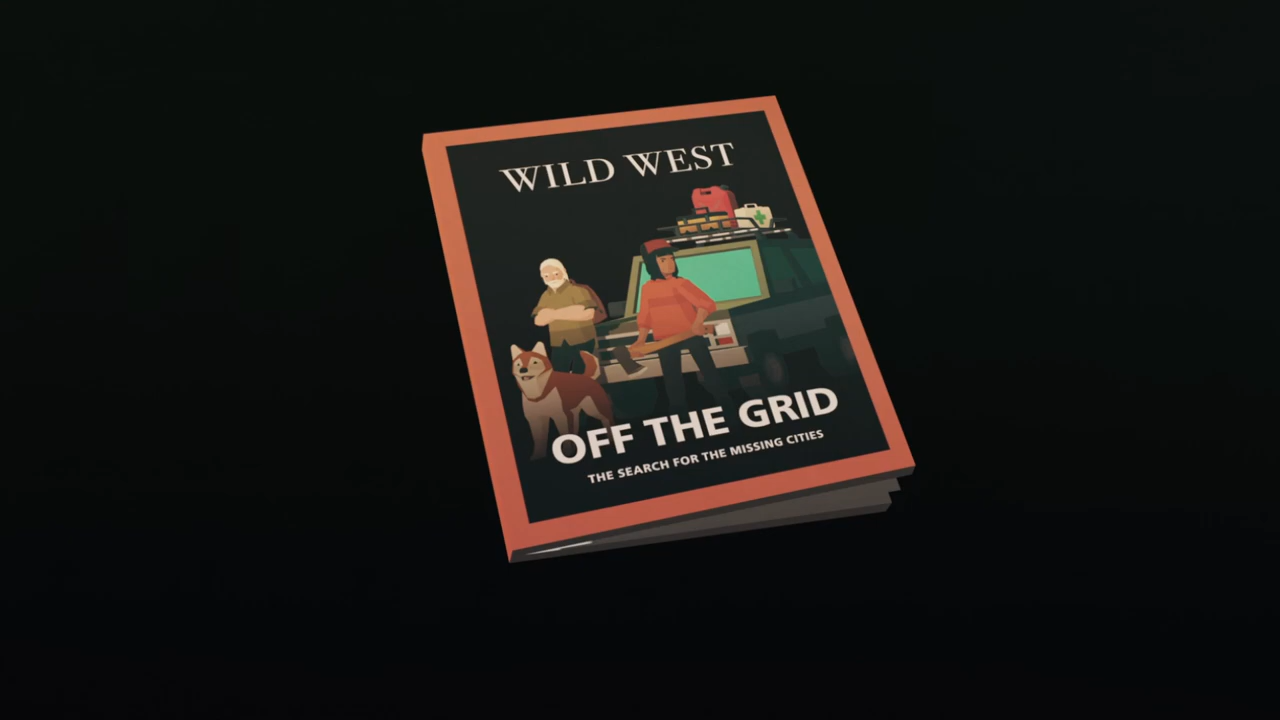 WILD WEST
OFF THE GRID
THE SEARCH FOR THE MISSING CITIES